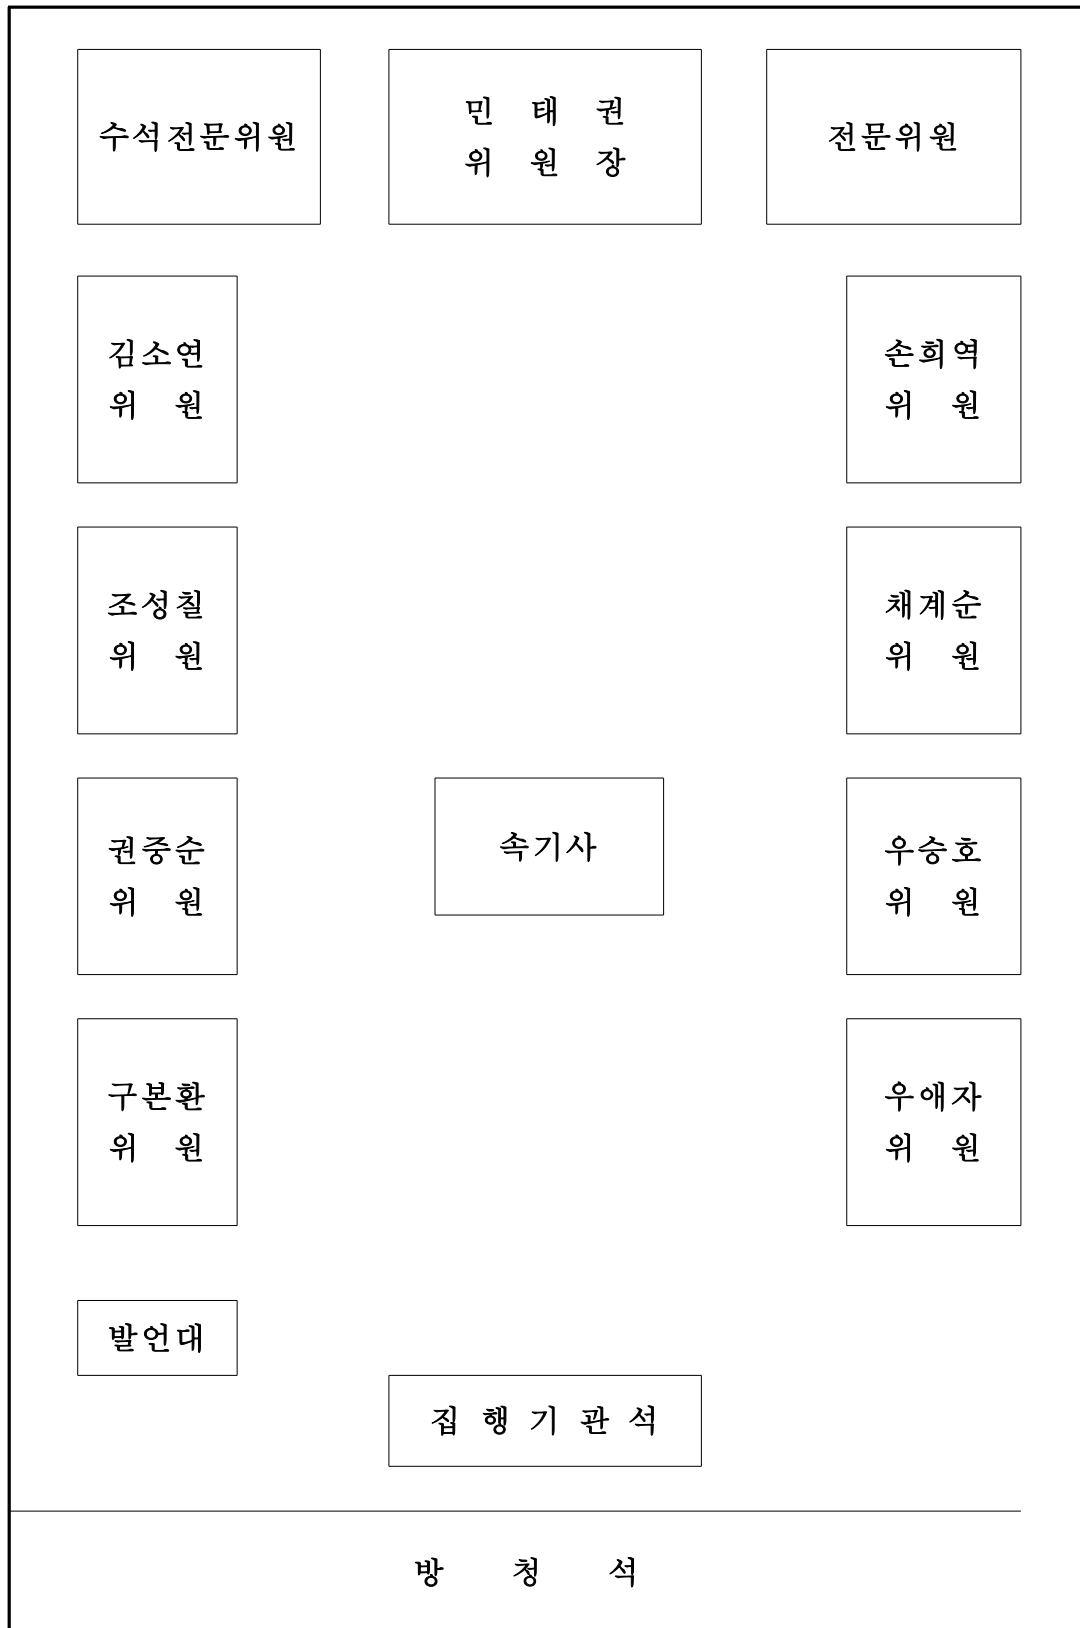 수석전문위원
민 태 권
위 원 장
전문위원
김소연
위 원
손희역
위 원
조성칠
위 원
채계순
위 원
권중순
위 원
속기사
우승호
위 원
구본환
위 원
우애자
위 원
발언대
집 행 기 관 석
방 청 석